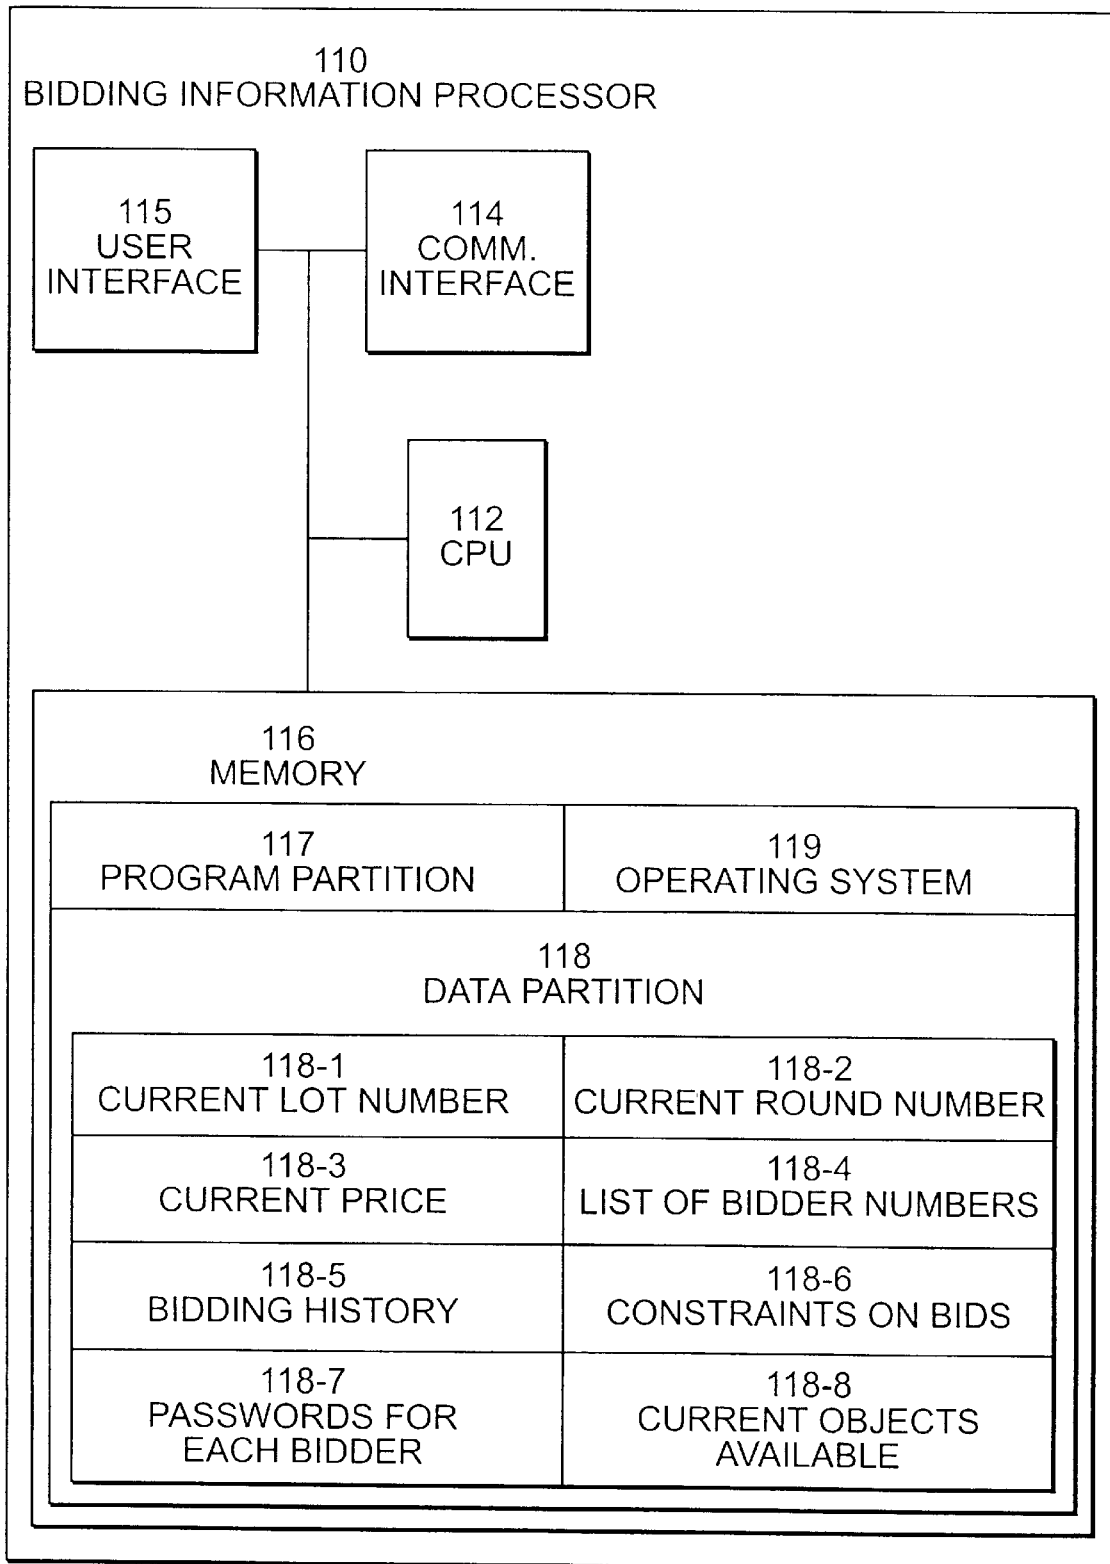 110
BIDDING INFORMATION PROCESSOR
115
USER
INTERFACE
114
COMM.
INTERFACE
112
CPU
116
MEMORY
117
PROGRAM PARTITION
119
OPERATING SYSTEM
118
DATA PARTITION
118-1
CURRENT LOT NUMBER
118-2
CURRENT ROUND NUMBER
118-3
CURRENT PRICE
118-4
LIST OF BIDDER NUMBERS
118-5
BIDDING HISTORY
118-6
CONSTRAINTS ON BIDS
118-7
PASSWORDS FOR
EACH BIDDER
118-8
CURRENT OBJECTS
AVAILABLE